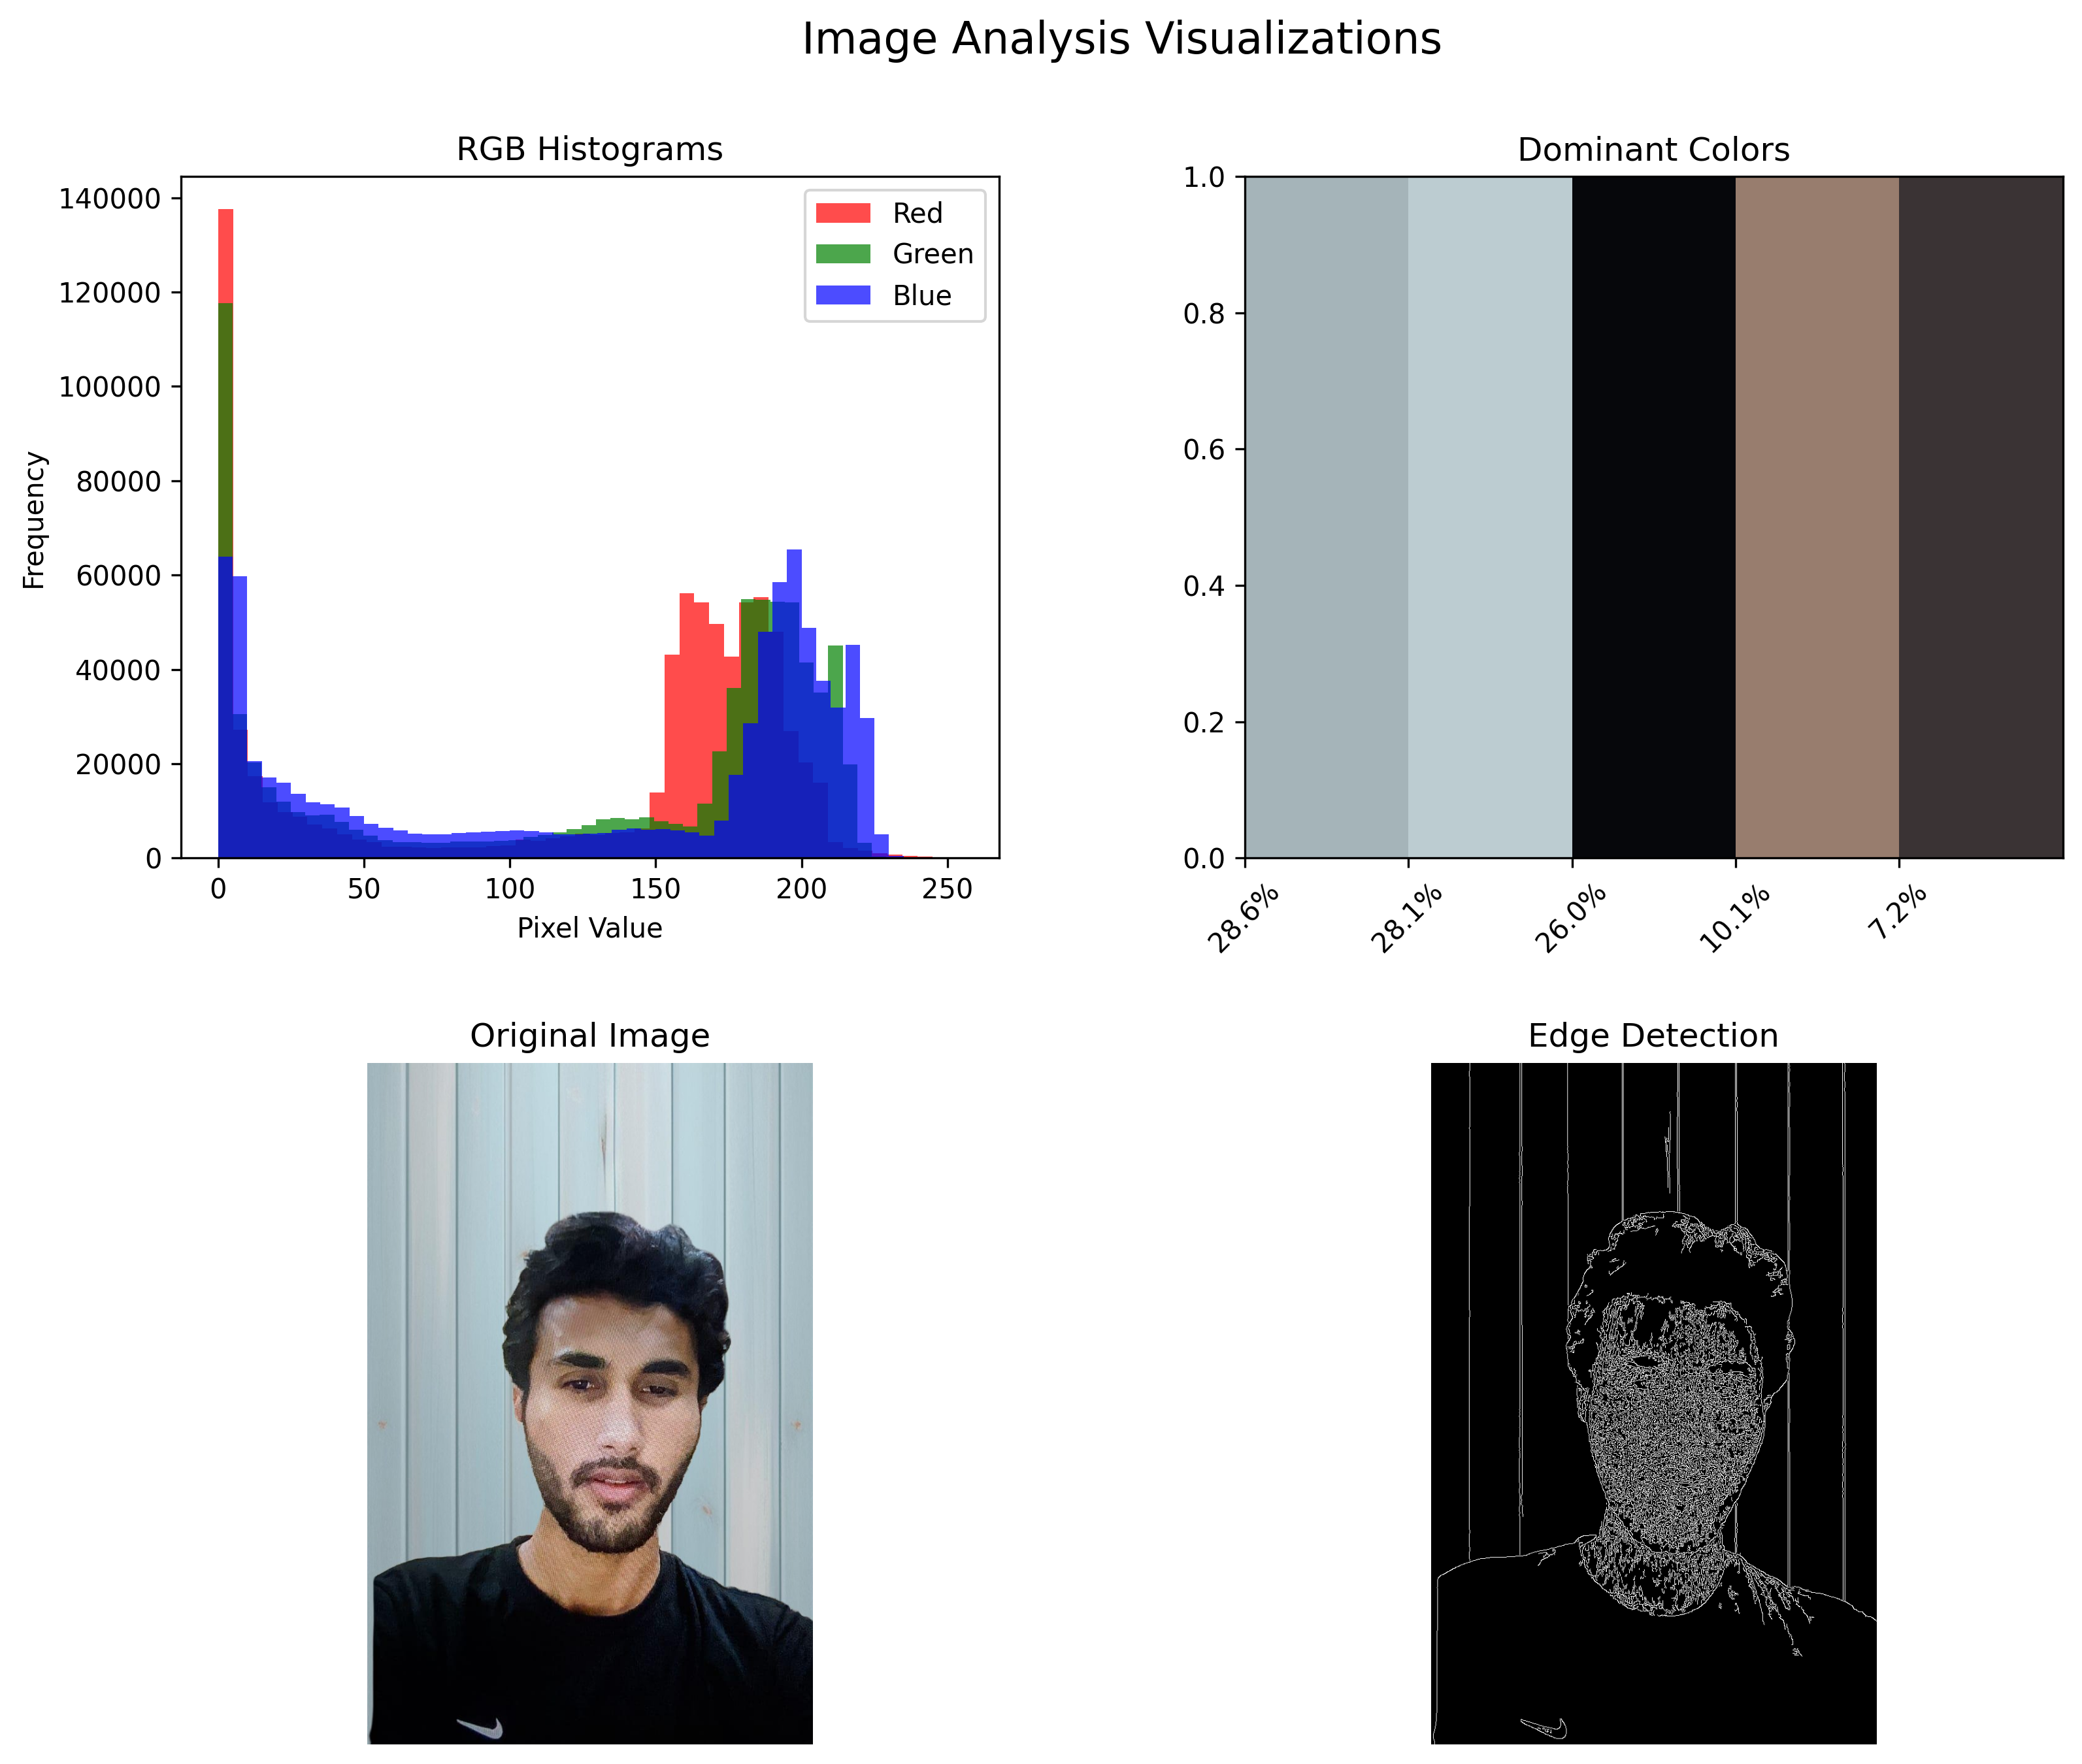 Image Analysis Visualizations
RGB Histograms
140000
120000
100000
80000
60000
40000
20000
0
Frequency
0 50 100 150 200 250
Pixel Value
Red
Green
Blue
Dominant Colors
1.0
0.8
0.6
0.4
0.2
0.0
28.6% 28.1% 26.0% 10.1% 7.2%
Original Image
Edge Detection